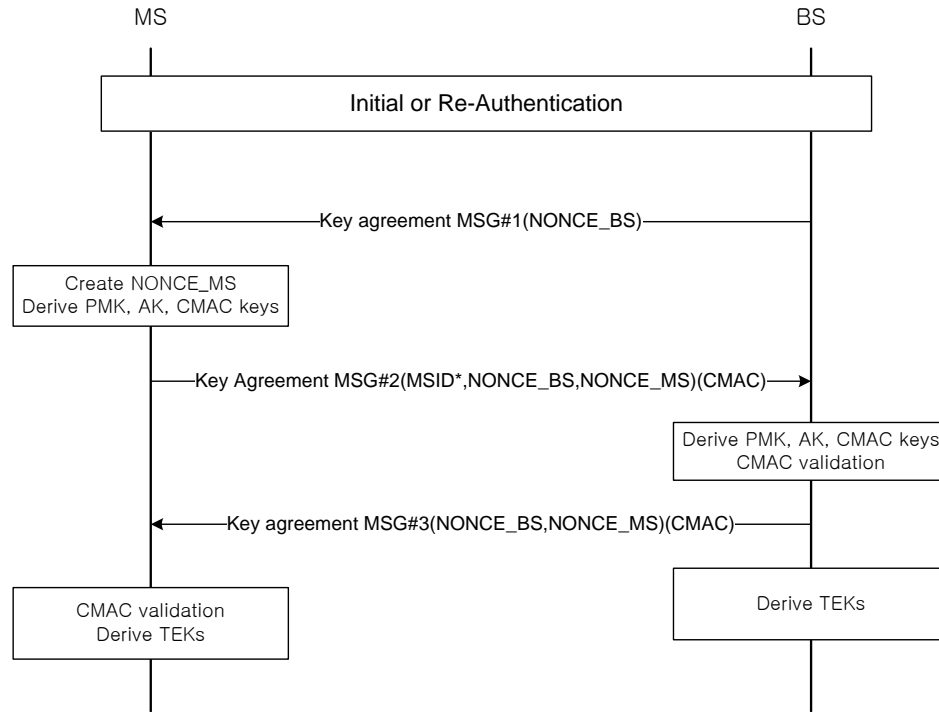 MS
BS
Initial or Re-Authentication
Key agreement MSG#1(NONCE_BS)
Create NONCE_MS
Derive PMK, AK, CMAC keys
Key Agreement MSG#2(MSID*,NONCE_BS,NONCE_MS)(CMAC)
Derive PMK, AK, CMAC keys
CMAC validation
Key agreement MSG#3(NONCE_BS,NONCE_MS)(CMAC)
CMAC validation
Derive TEKs
Derive TEKs